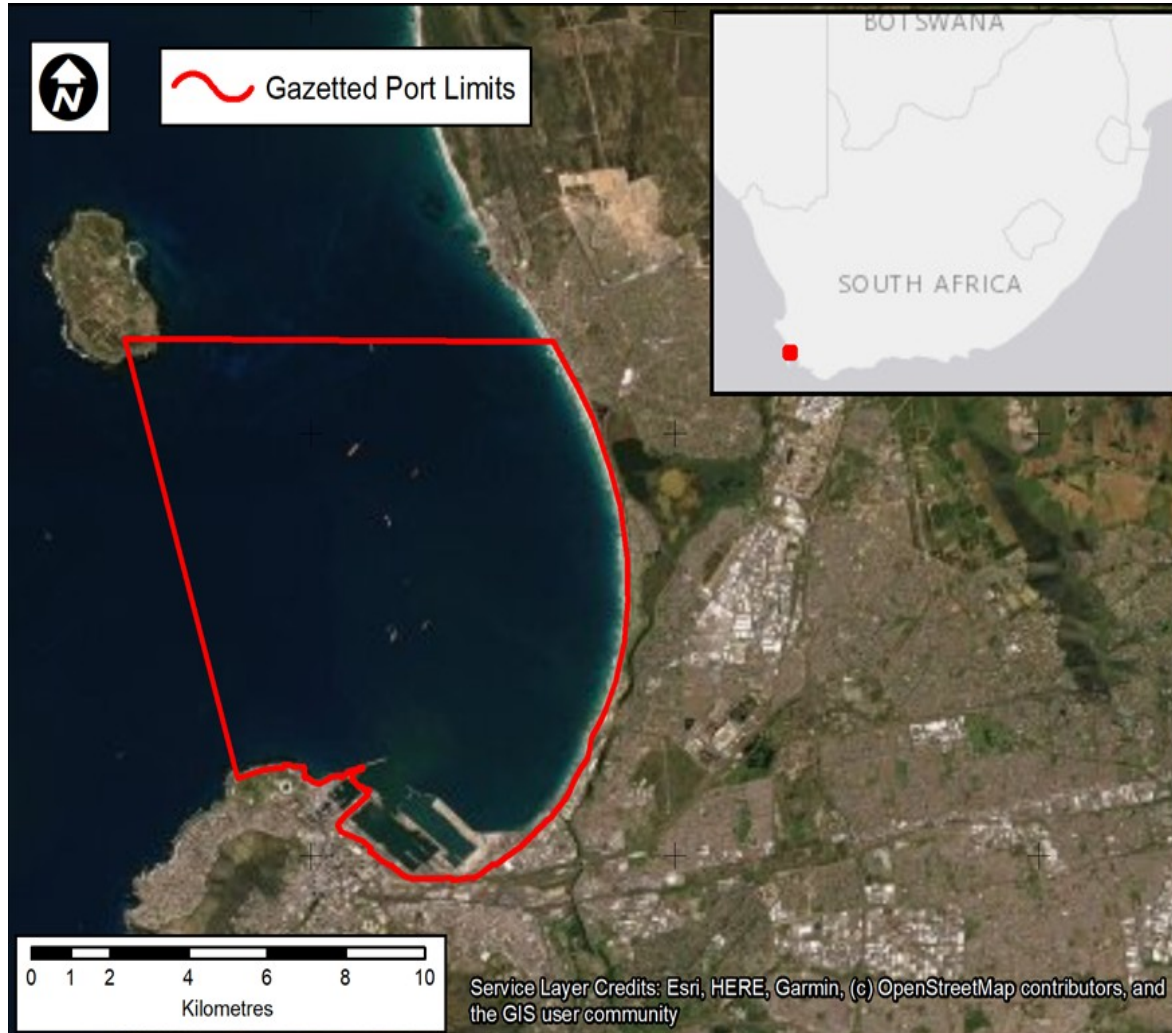 N
Gazetted Port Limits
BOTSWANA
SOUTH AFRICA
0 1 2 4 6 8 10
Kilometres
Service Layer Credits: Esri, HERE, Garmin, (c) OpenStreetMap contributors, and
the GIS user community